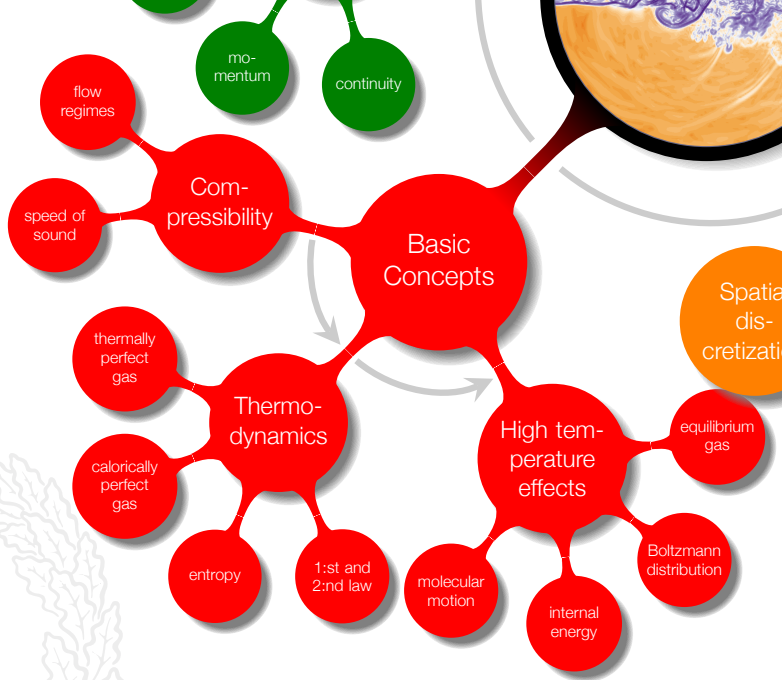 mo-
mentum
continuity
flow
regimes
Com-
pressibility
speed of
sound
Basic
Concepts
thermally
perfect
gas
Thermo-
dynamics
calorically
perfect
gas
entropy
1:st and
2:nd law
High tem-
perature
effects
equilibrium
gas
Boltzmann
distribution
molecular
motion
internal
energy
Spatia
dis-
cretizati